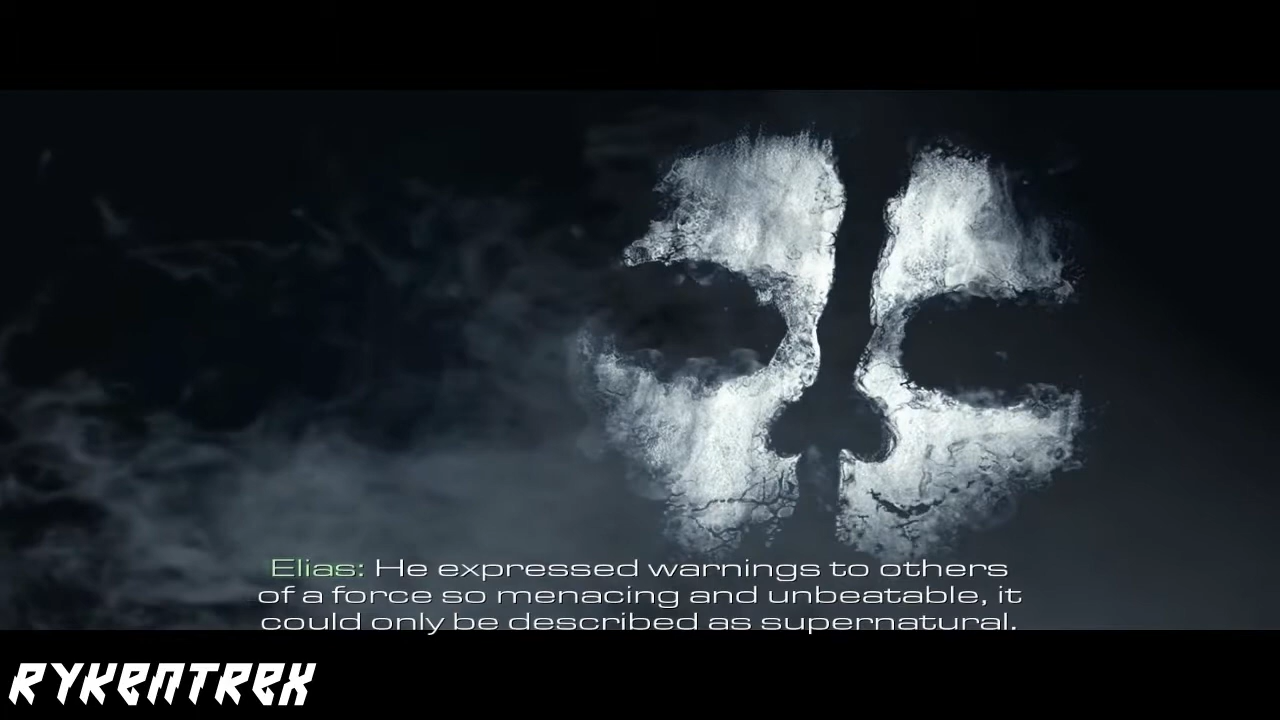 Elias: He expressed warnings to others
of a force so menacing and unbeatable, it
could only be described as supernatural.
RYKENTREX